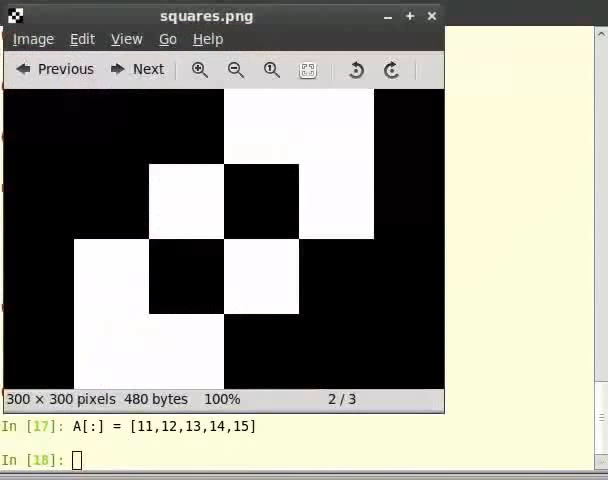 squares.png
Image Edit View Go Help
Previous Next
300 × 300 pixels 480 bytes 100% 2 / 3
In [17]: A[:] = [11,12,13,14,15]
In [18]: